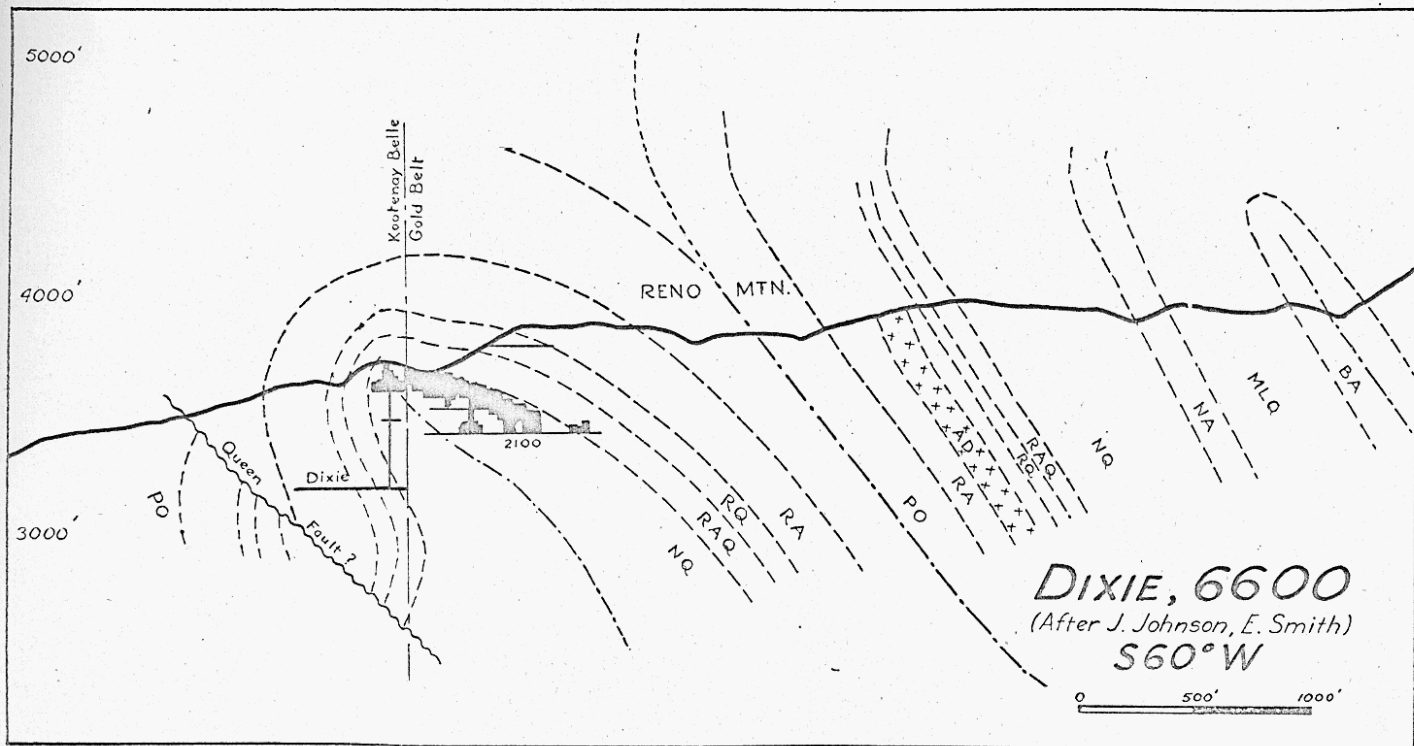 5000'
4000'
3000'
Kootenay Belle
Gold Belt
RENO MTN.
2100
Dixie
Queen Fault ?
PO
NQ
RAQ
RQ
RA
PO
RA
AD
RQ
RAQ
NQ
NA
MLQ
BA
DIXIE, 6600
(After J. Johnson, E. Smith)
S60°W
0 500' 1000'